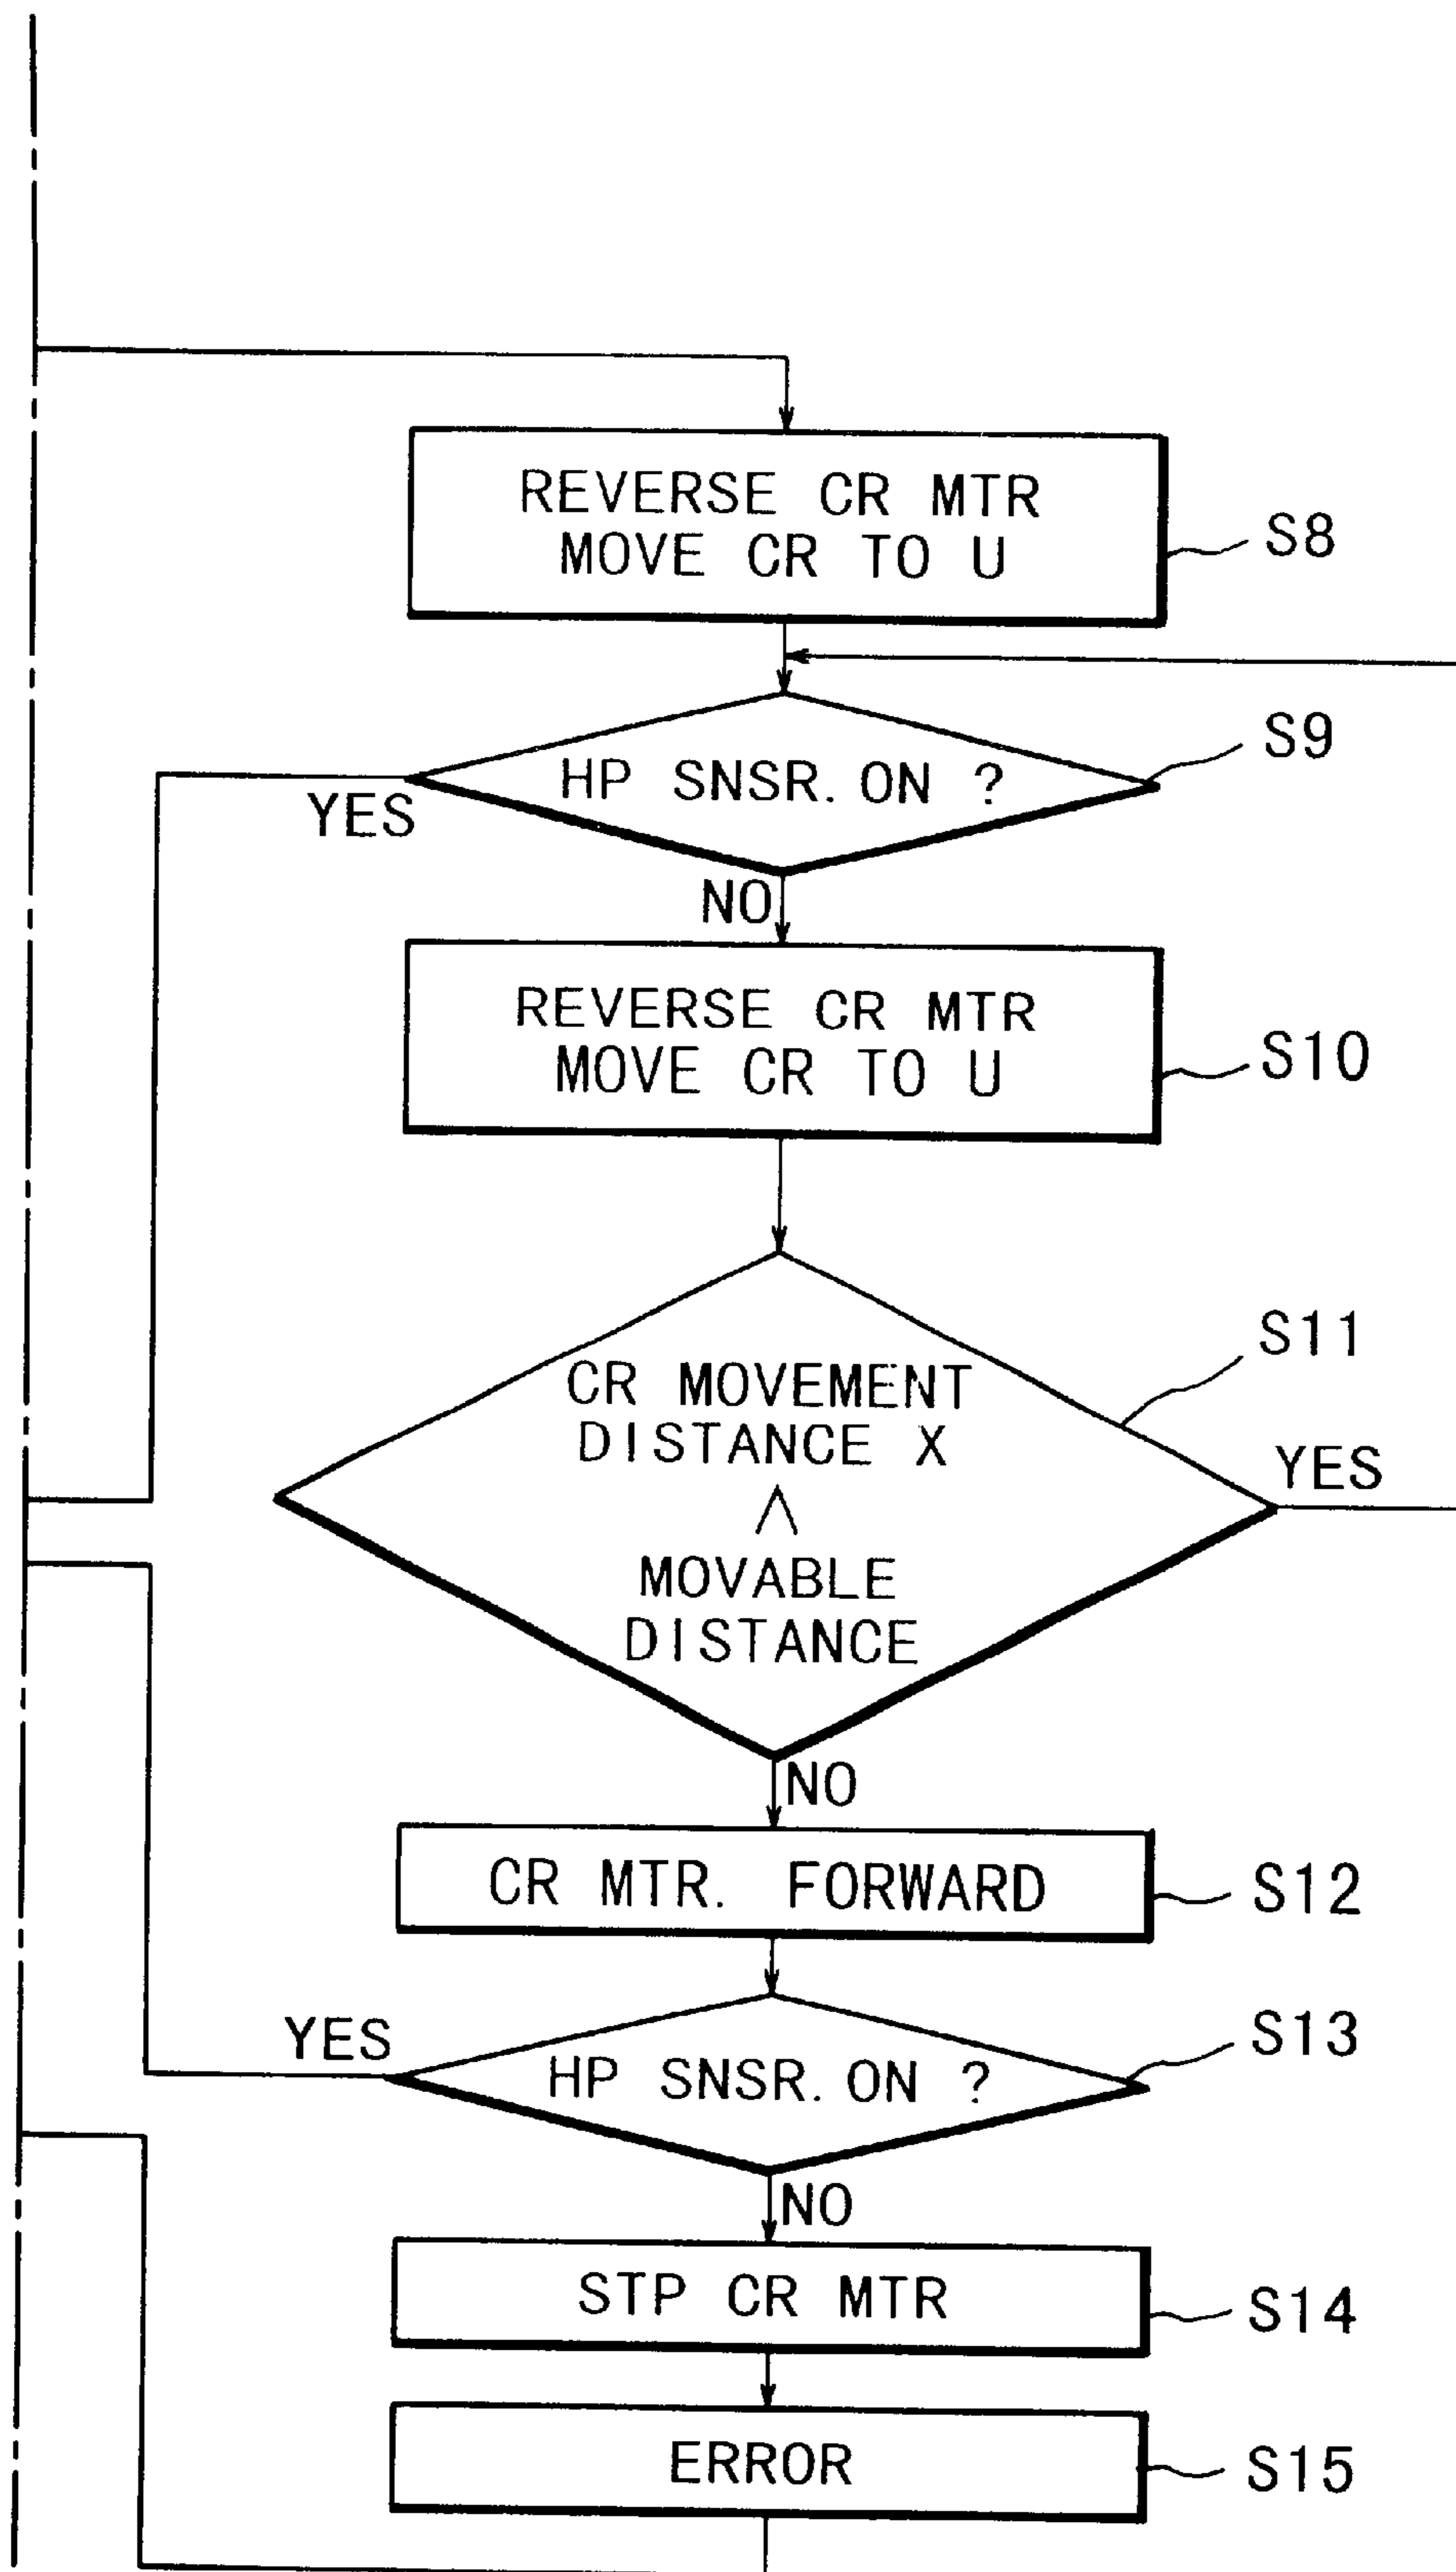 REVERSE CR MTR
MOVE CR TO U
S8
HP SNSR. ON ?
S9
YES
NO
REVERSE CR MTR
MOVE CR TO U
S10
S11
CR MOVEMENT
DISTANCE X
YES
∧
MOVABLE
DISTANCE
NO
CR MTR. FORWARD
S12
S13
YES
HP SNSR. ON ?
NO
STP CR MTR
S14
ERROR
S15